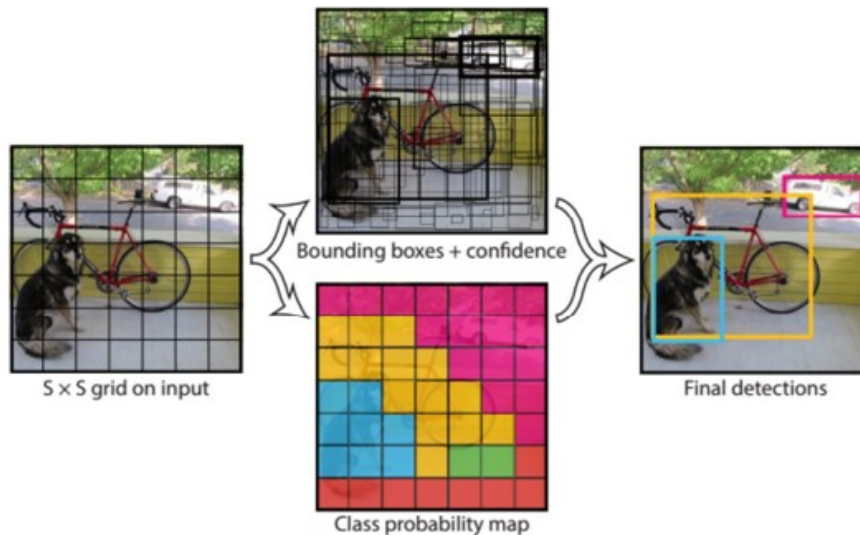 S × S grid on input
Bounding boxes + confidence
Class probability map
Final detections